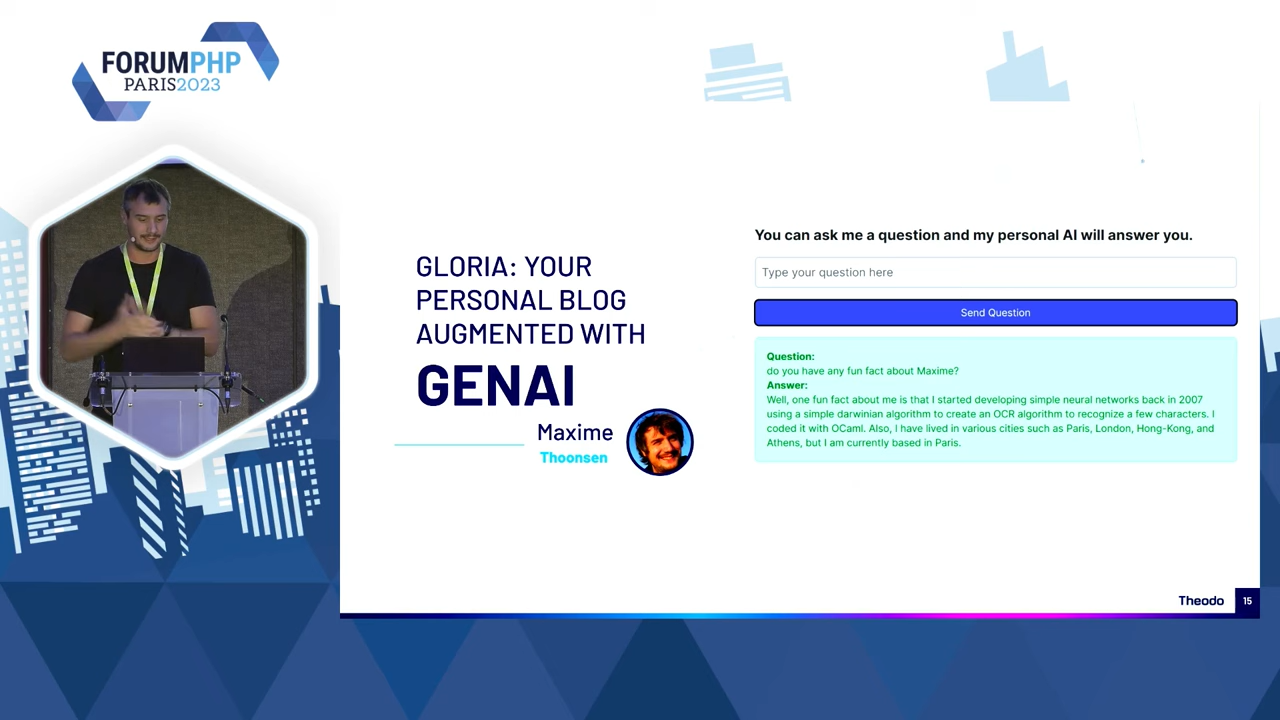 FORUMPHP
PARIS2023
GLORIA: YOUR
PERSONAL BLOG
AUGMENTED WITH
GENAI
Maxime
Thoonsen
You can ask me a question and my personal AI will answer you.
Type your question here
Send Question
Question:
do you have any fun fact about Maxime?
Answer:
Well, one fun fact about me is that I started developing simple neural networks back in 2007
using a simple darwinian algorithm to create an OCR algorithm to recognize a few characters. I
coded it with OCaml. Also, I have lived in various cities such as Paris, London, Hong-Kong, and
Athens, but I am currently based in Paris.
Theodo
15